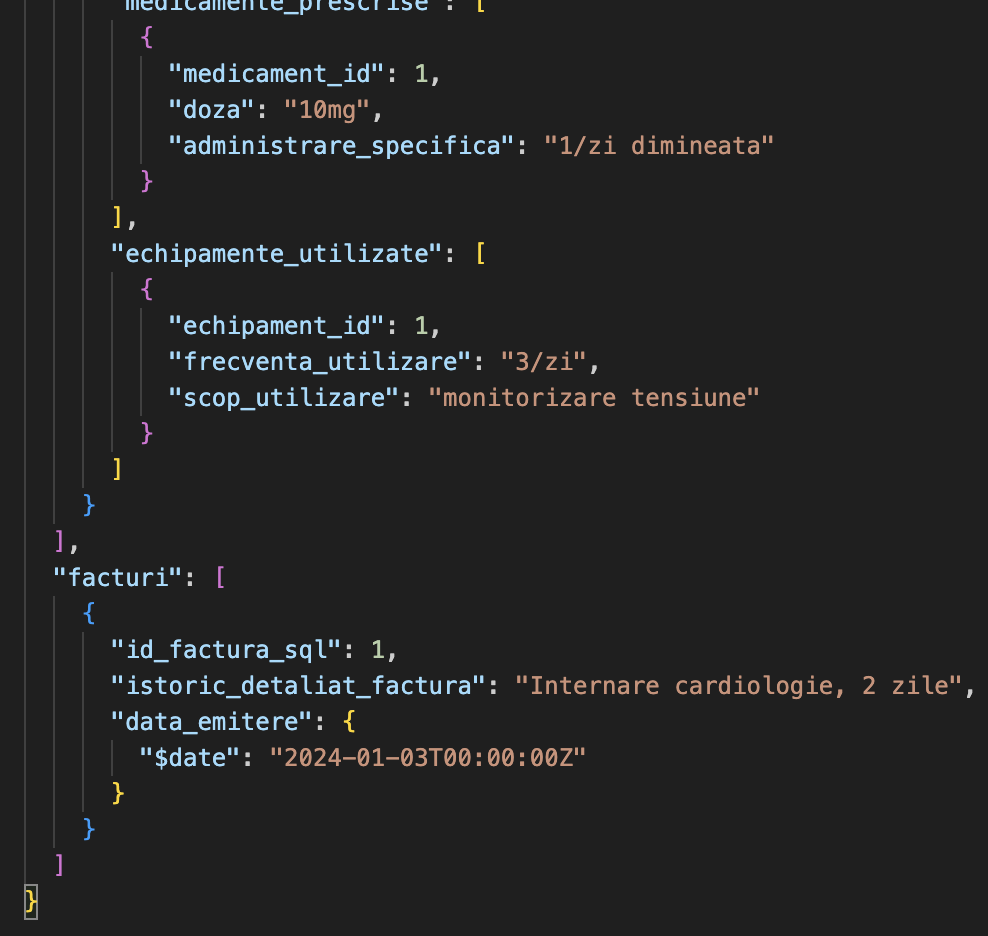 "medicamente_prescrise": [
{
"medicament_id": 1,
"doza": "10mg",
"administrare_specifica": "1/zi dimineata"
}
],
"echipamente_utilizate": [
{
"echipament_id": 1,
"frecventa_utilizare": "3/zi",
"scop_utilizare": "monitorizare tensiune"
}
]
}
],
"facturi": [
{
"id_factura_sql": 1,
"istoric_detaliat_factura": "Internare cardiologie, 2 zile",
"data_emitere": {
"$date": "2024-01-03T00:00:00Z"
}
}
]
}